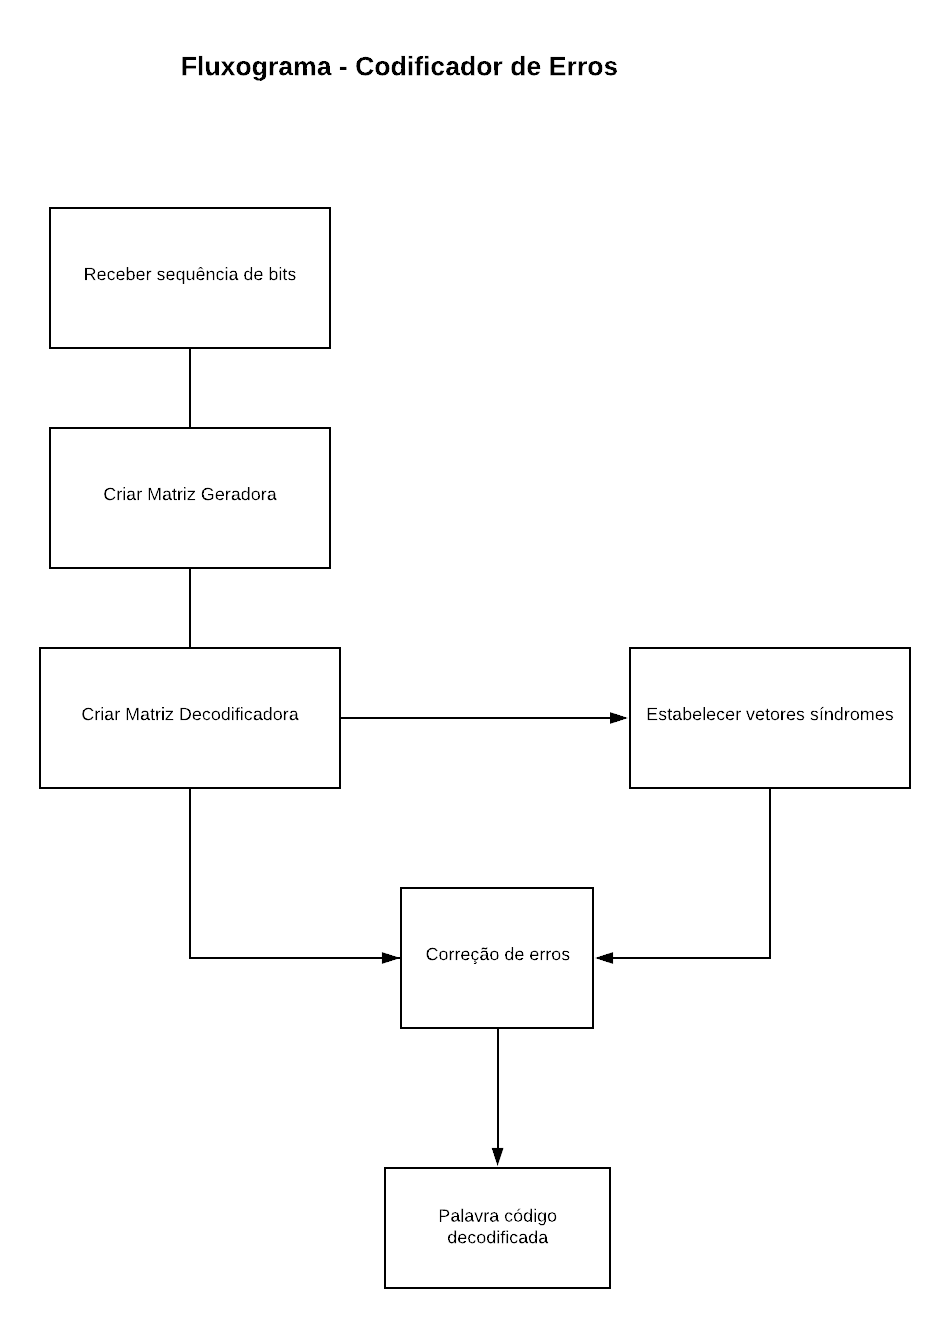 Fluxograma - Codificador de Erros
Receber sequência de bits
Criar Matriz Geradora
Criar Matriz Decodificadora
Estabelecer vetores síndromes
Correção de erros
Palavra código
decodificada